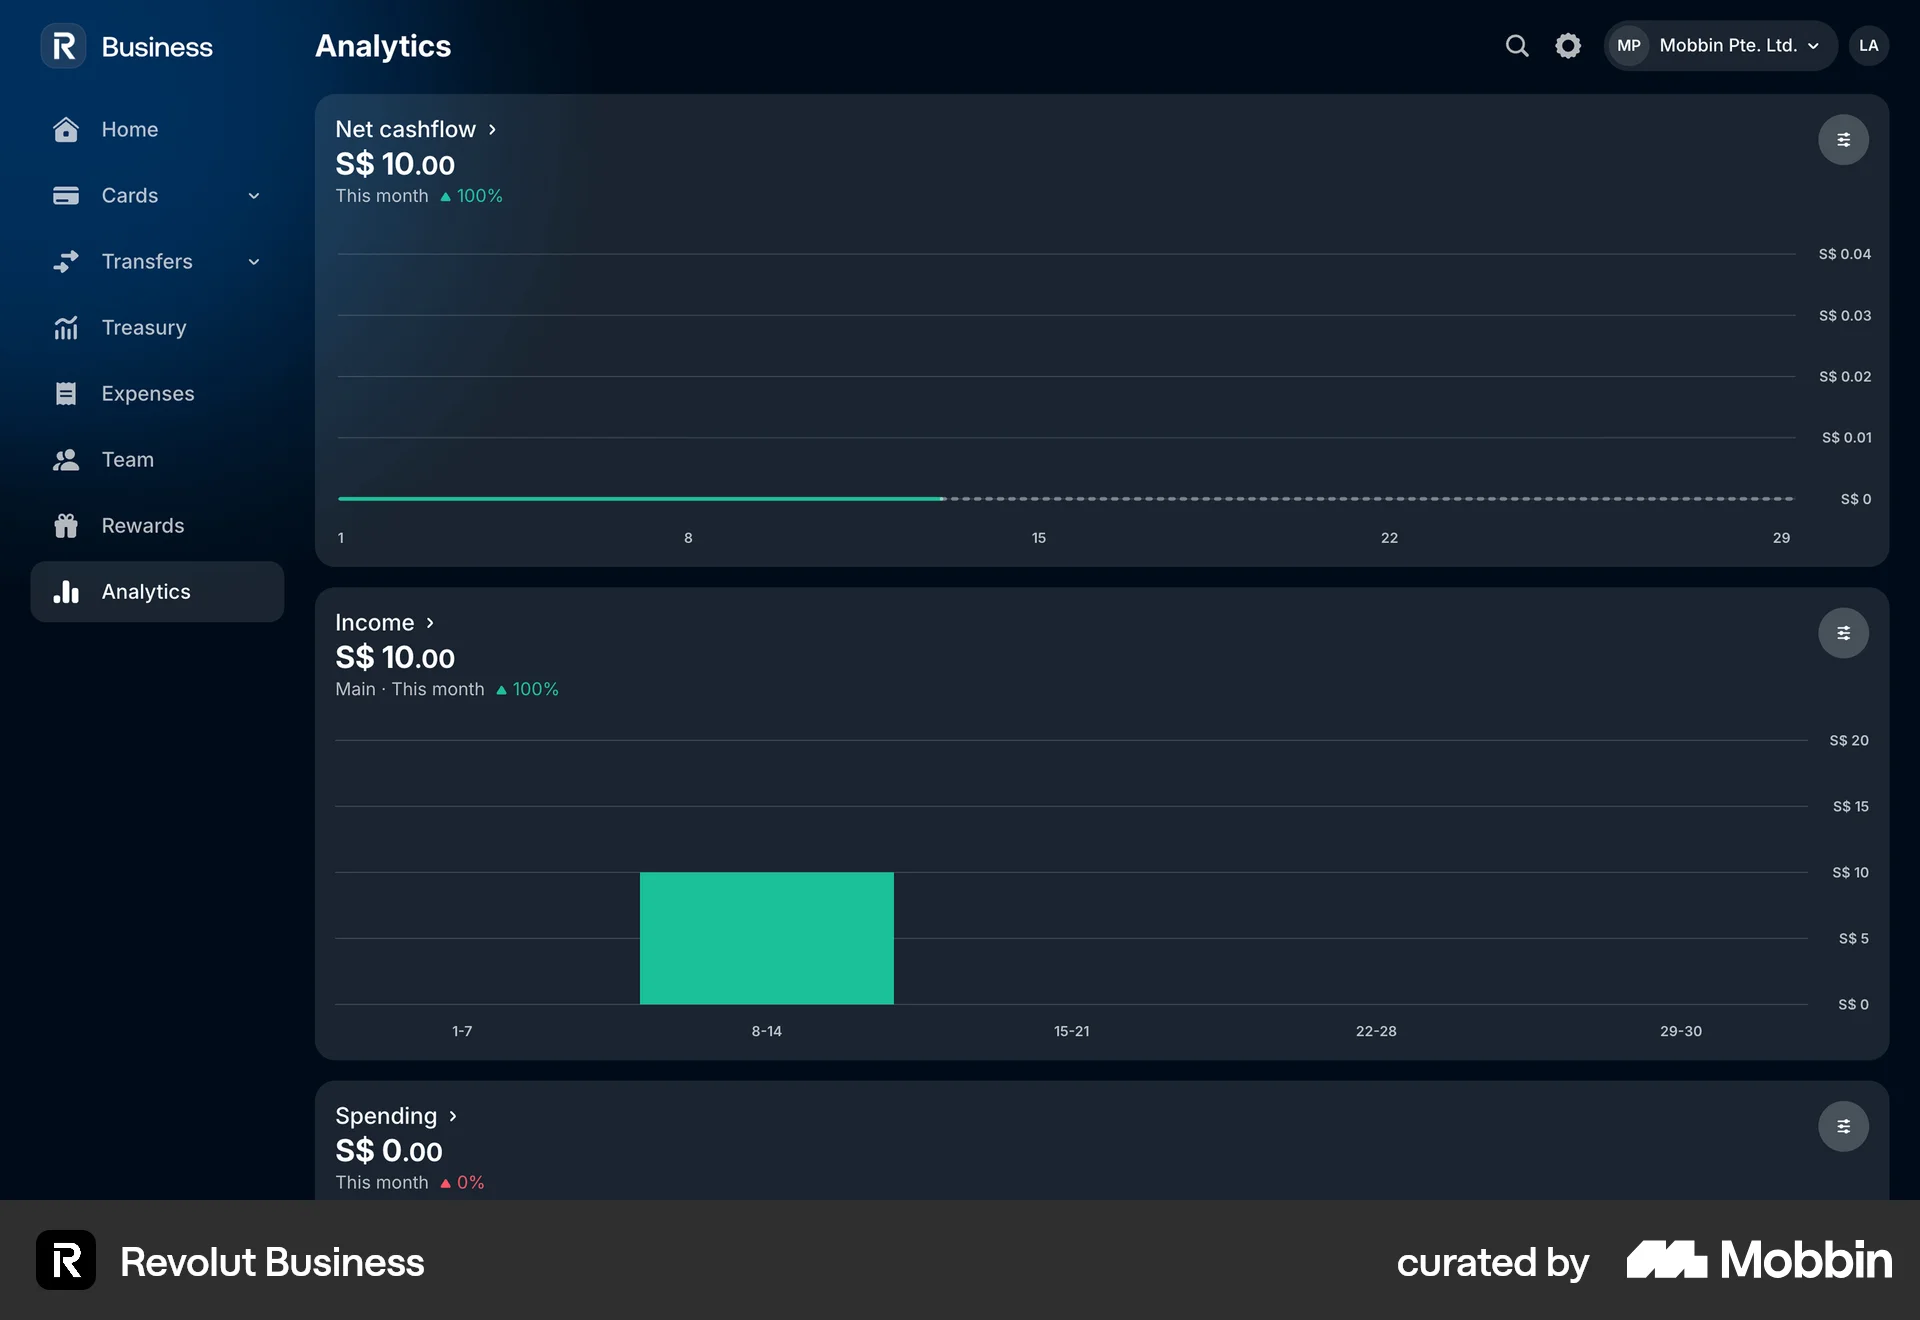 R Business
Analytics
MP Mobbin Pte. Ltd.
LA
Home
Cards
Transfers
Treasury
Expenses
Team
Rewards
Analytics
Net cashflow
S$ 10.00
This month ▲ 100%
S$ 0.04
S$ 0.03
S$ 0.02
S$ 0.01
S$ 0
1 8 15 22 29
Income
S$ 10.00
Main · This month ▲ 100%
S$ 20
S$ 15
S$ 10
S$ 5
S$ 0
1-7 8-14 15-21 22-28 29-30
Spending
S$ 0.00
This month ▲ 0%
R Revolut Business
curated by Mobbin